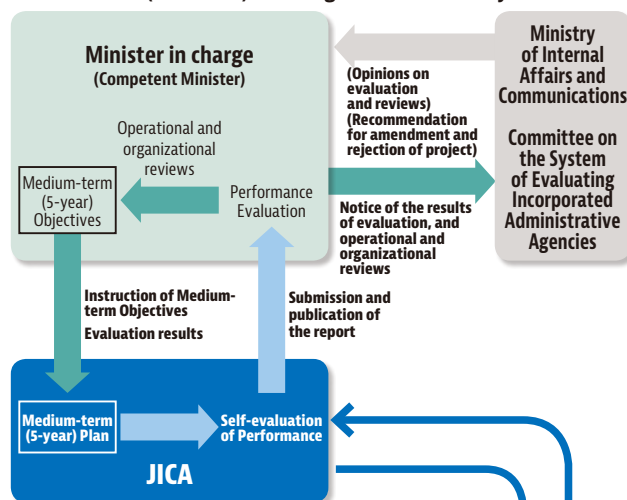 Minister in charge
(Competent Minister)
Operational and
organizational
reviews
Medium-term
(5-year)
Objectives
Performance
Evaluation
(Opinions on
evaluation
and reviews)
(Recommendation
for amendment and
rejection of project)
Notice of the results
of evaluation, and
operational and
organizational
reviews
Ministry
of Internal
Affairs and
Communications
Committee on
the System
of Evaluating
Incorporated
Administrative
Agencies
Instruction of Medium-
term Objectives
Evaluation results
Submission and
publication of
the report
Medium-term
(5-year) Plan
Self-evaluation
of Performance
JICA